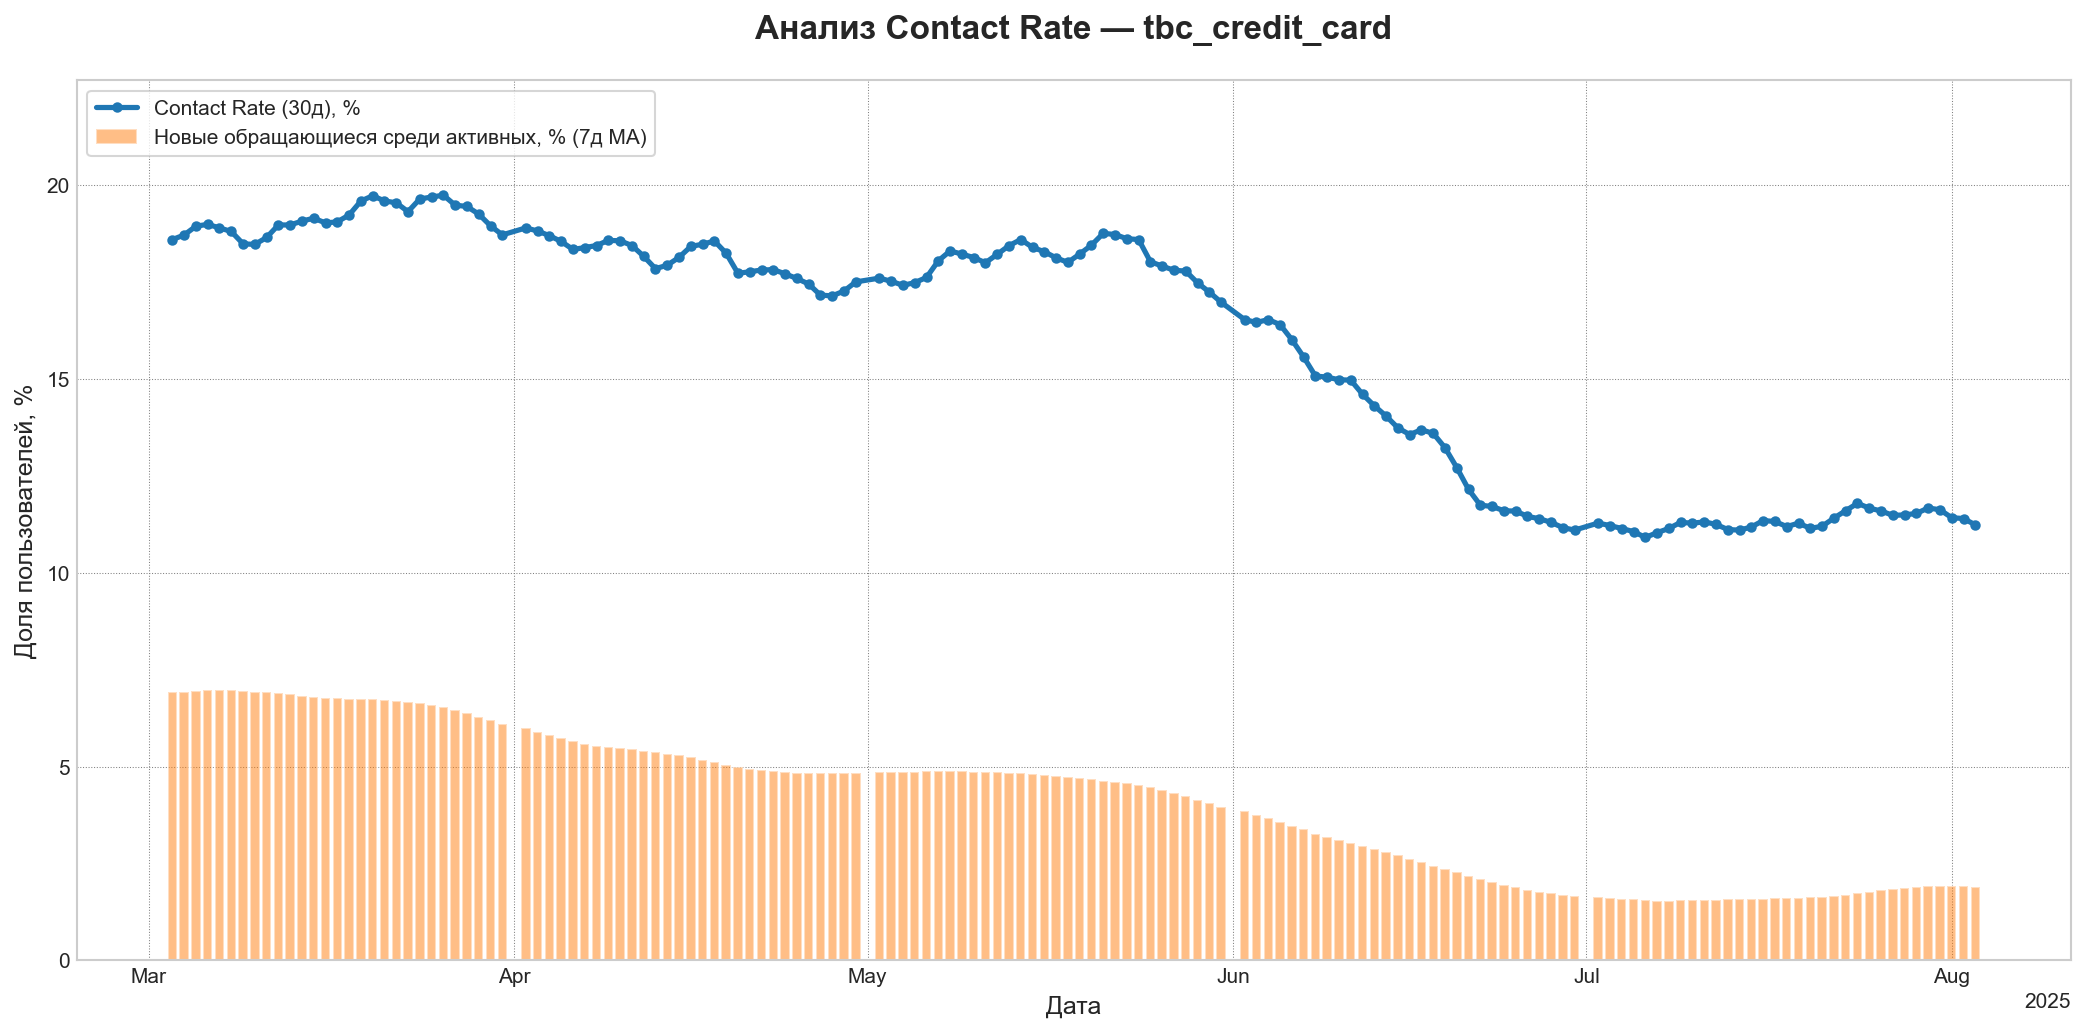 Анализ Contact Rate — tbc_credit_card
Contact Rate (30д), %
Новые обращающиеся среди активных, % (7д MA)
Доля пользователей, %
20
15
10
5
0
Mar
Apr
May
Jun
Jul
Aug
2025
Дата